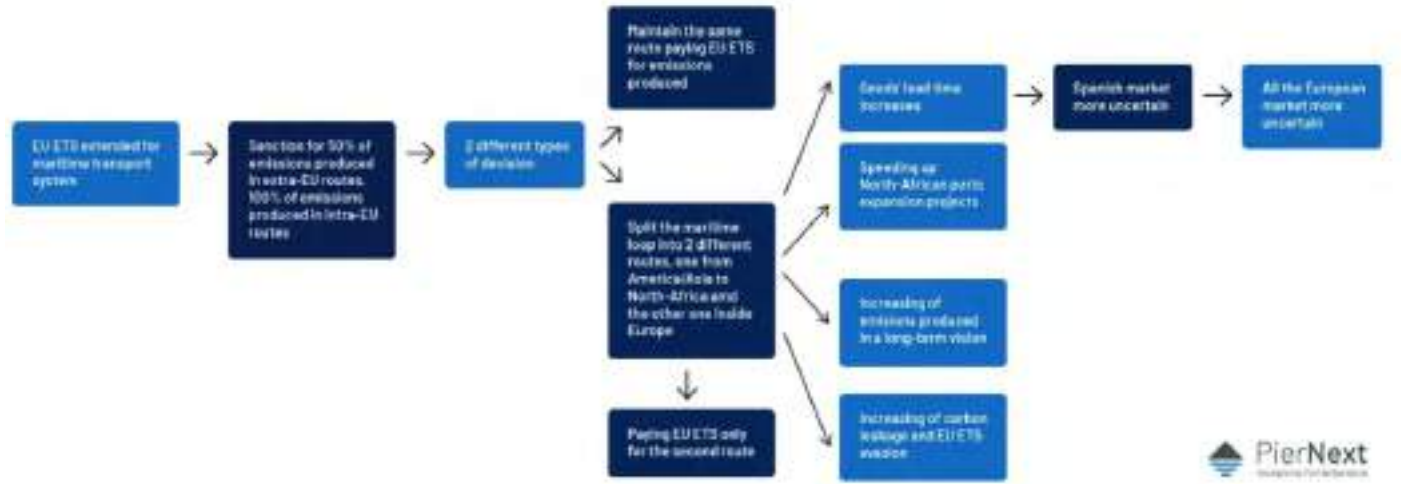 EU ETS extended for
maritime transport
system
Sanction for 50% of
emissions produced
in extra-EU routes,
100% of emissions
produced in intra-EU
routes
2 different types
of decision
Maintain the same
route paying EU ETS
for emissions
produced
Split the maritime
loop into 2 different
routes, one from
America/Asia to
North-Africa amd
the other one inside
Europe
Paying EU ETS only
for the second route
Goods' lead time
increases
Speeding up
North-African ports
expansion projects
Increasing of
emissions produced
in a long-term vision
Increasing of carbon
leakage and EU ETS
evasion
Spanish market
more uncertain
All the European
market more
uncertain
PierNext